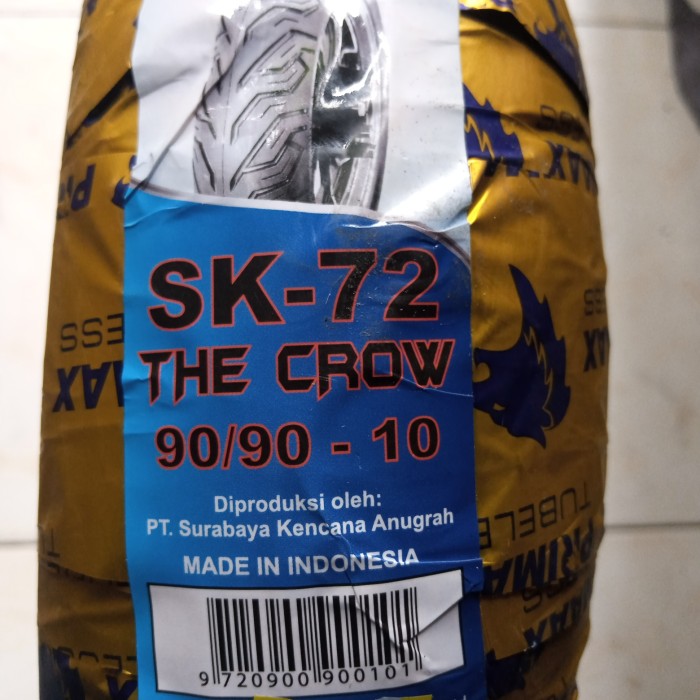 SK-72
THE CROW
90/90 - 10
Diproduksi oleh:
PT. Surabaya Kencana Anugrah
MADE IN INDONESIA
9 720900 900101